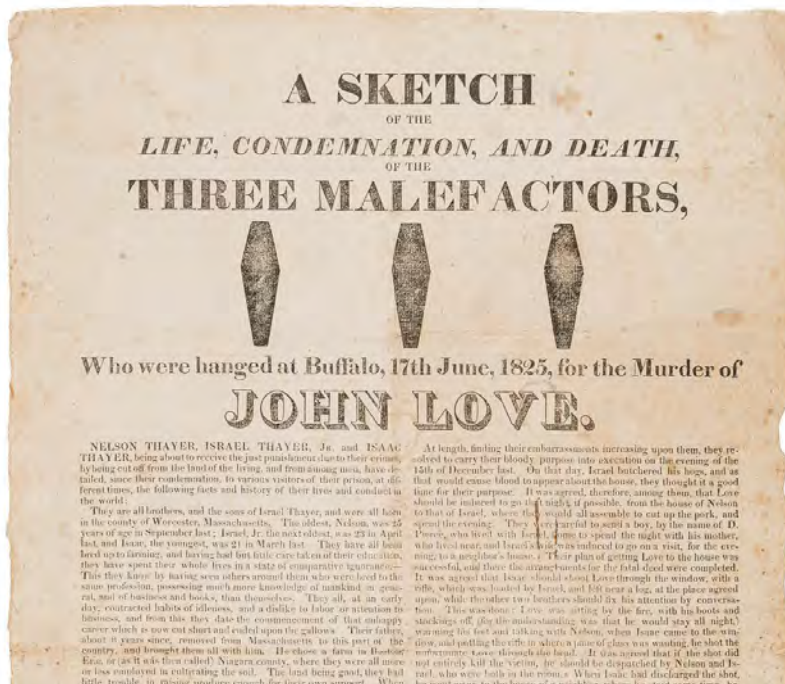 A SKETCH
OF THE
LIFE, CONDEMNATION, AND DEATH,
OF THE
THREE MALEFACTORS,
Who were hanged at Buffalo, 17th June, 1825, for the Murder of
JOHN LOVE.
NELSON THAYER, ISRAEL THAYER, Jr. and ISAAC
THAYER, being about to receive the just punishment due to their crimes,
by being cut off from the land of the living, and from among men, have de-
tailed, since their condemnation, to various visitors of their prison, at dif-
ferent times, the following facts and history of their lives and conduct in
the world:
They are all brothers, and the sons of Israel Thayer, and were all born
in the county of Worcester, Massachusetts. The oldest, Nelson, was 25
years of age in September last; Israel, Jr. the next oldest, was 23 in April
last, and Isaac, the youngest, was 21 in March last. They have all been
bred up to farming, and having had but little care taken of their education,
they have spent their whole lives in a state of comparative ignorance.—
This they know by having seen others around them who were bred to the
same profession, possessing much more knowledge of mankind in gene-
ral, and of business and books, than themselves. They all, at an early
day, contracted habits of idleness, and a dislike to labor or attention to
business, and from this they date the commencement of that unhappy
career which is now cut short and ended upon the gallows. Their father,
about years since, removed from Massachusetts to this part of the
country, and brought them all with him. He chose a farm in Boston
Erie, or (as it was then called) Niagara county, where they were all more
or less employed in cultivating the soil. The land being good, they had
little trouble in raising produce enough for their own support. When
At length, finding their embarrassments increasing upon them, they re-
solved to carry their bloody purpose into execution on the evening of the
15th of December last. On that day, Israel butchered his hogs, and as
that would cause blood to appear about the house, they thought it a good
time for their purpose. It was agreed, therefore, among them, that Love
should be induced to go that night, if possible, from the house of Nelson
to that of Israel, where they would all assemble to cut up the pork, and
spend the evening. They were careful to send a boy, by the name of D.
Pierce, who lived with Israel, home to spend the night with his mother,
who lived near, and Israel's wife was induced to go on a visit, for the eve-
ning, to a neighbor's house. Their plan of getting Love to the house was
successful, and there the arrangements for the fatal deed were completed.
It was agreed that Isaac should shoot Love through the window, with a
rifle, which was loaded by Israel, and hid near a log, at the place agreed
upon, while the other two brothers should fix his attention by conversa-
tion. This was done: Love was sitting by the fire, with his boots and
stockings off, (for the understanding was that he would stay all night,)
warming his feet and talking with Nelson, when Isaac came to the win-
dow, and putting the rifle in where a pane of glass was wanting, he shot the
unfortunate Love through the head. It was agreed that if the shot did
not entirely kill the victim, he should be despatched by Nelson and Is-
rael, who were both in the room. When Isaac had discharged the shot,